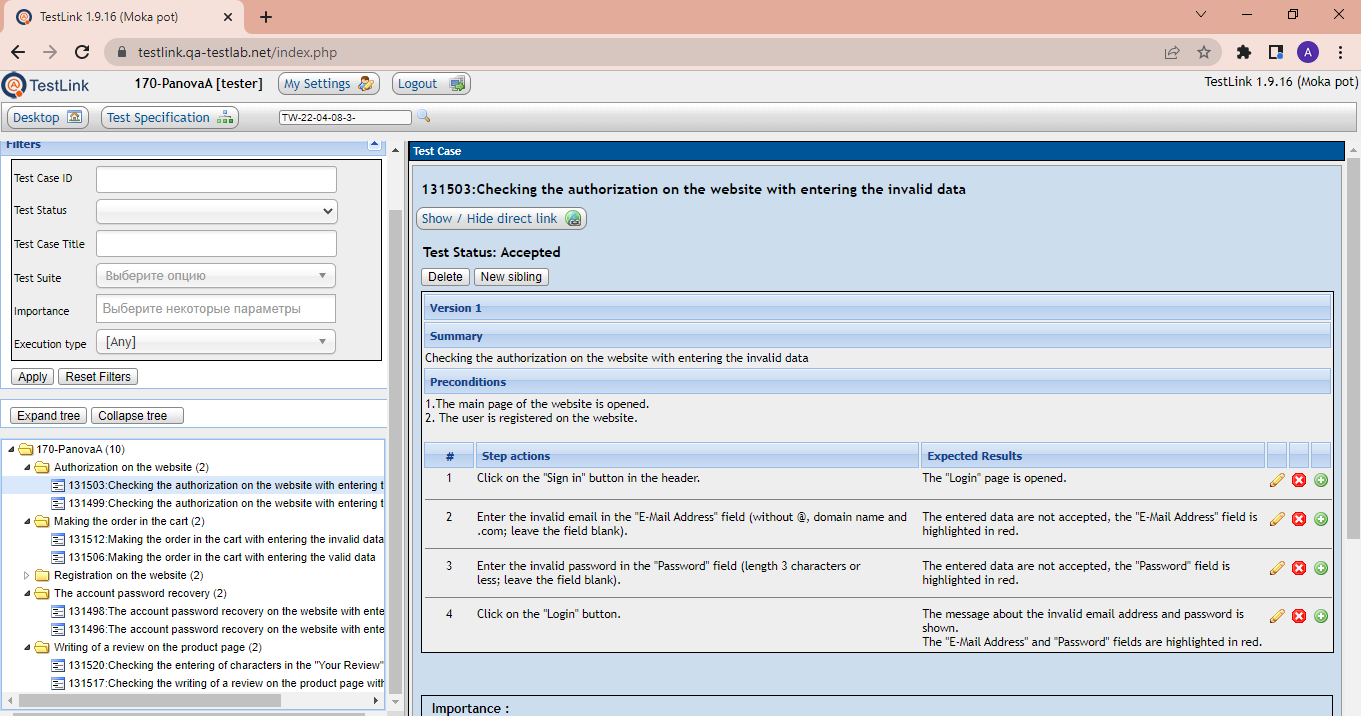 TestLink 1.9.16 (Moka pot)
testlink.qa-testlab.net/index.php
A
TestLink
170-PanovaA [tester]
My Settings
Logout
TestLink 1.9.16 (Moka pot)
Desktop
Test Specification
TW-22-04-08-3-
Filters
Test Case ID
Test Status
Test Case Title
Test Suite
Выберите опцию
Importance
Выберите некоторые параметры
Execution type
[Any]
Apply
Reset Filters
Expand tree
Collapse tree
170-PanovaA (10)
Authorization on the website (2)
131503:Checking the authorization on the website with entering t
131499:Checking the authorization on the website with entering t
Making the order in the cart (2)
131512:Making the order in the cart with entering the invalid data
131506:Making the order in the cart with entering the valid data
Registration on the website (2)
The account password recovery (2)
131498:The account password recovery on the website with ente
131496:The account password recovery on the website with ente
Writing of a review on the product page (2)
131520:Checking the entering of characters in the "Your Review"
131517:Checking the writing of a review on the product page with
Test Case
131503:Checking the authorization on the website with entering the invalid data
Show / Hide direct link
Test Status: Accepted
Delete
New sibling
Version 1
Summary
Checking the authorization on the website with entering the invalid data
Preconditions
1.The main page of the website is opened.
2. The user is registered on the website.
# Step actions Expected Results
1 Click on the "Sign in" button in the header. The "Login" page is opened.
2 Enter the invalid email in the "E-Mail Address" field (without @, domain name and The entered data are not accepted, the "E-Mail Address" field is
.com; leave the field blank). highlighted in red.
3 Enter the invalid password in the "Password" field (length 3 characters or The entered data are not accepted, the "Password" field is
less; leave the field blank). highlighted in red.
4 Click on the "Login" button. The message about the invalid email address and password is
shown.
The "E-Mail Address" and "Password" fields are highlighted in red.
Importance :